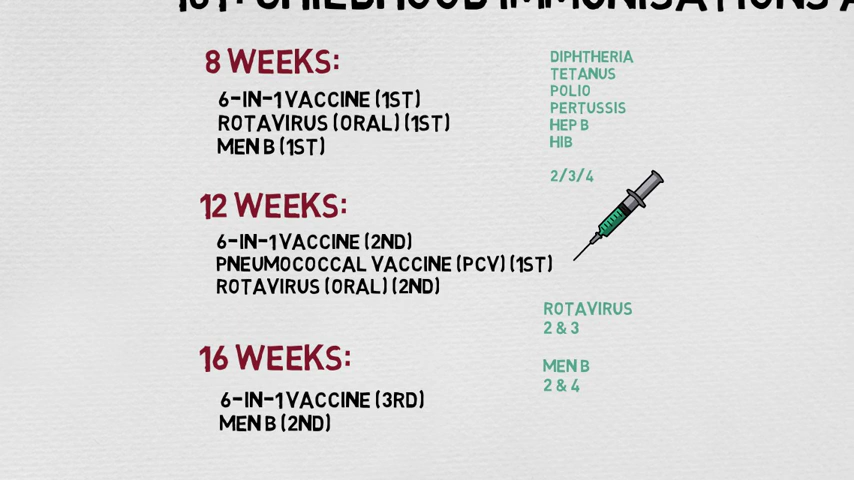 CHILDHOOD IMMUNISATIONS
8 WEEKS:
6-IN-1 VACCINE (1ST)
ROTAVIRUS (ORAL) (1ST)
MEN B (1ST)
DIPHTHERIA
TETANUS
POLIO
PERTUSSIS
HEP B
HIB
2/3/4
12 WEEKS:
6-IN-1 VACCINE (2ND)
PNEUMOCOCCAL VACCINE (PCV) (1ST)
ROTAVIRUS (ORAL) (2ND)
ROTAVIRUS
2 & 3
MEN B
2 & 4
16 WEEKS:
6-IN-1 VACCINE (3RD)
MEN B (2ND)